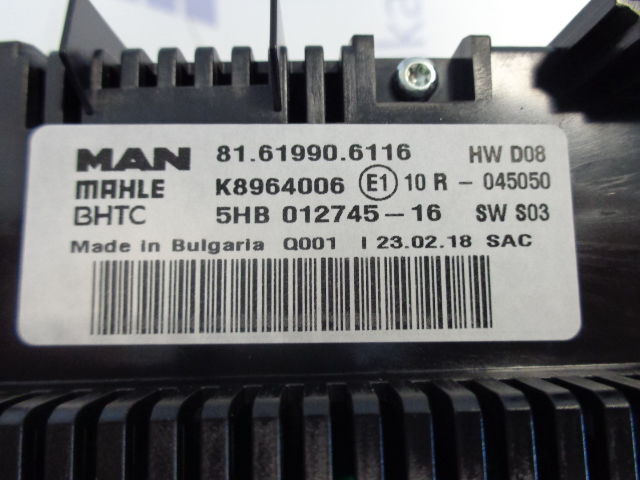 MAN 81.61990.6116 HW D08
MAHLE K8964006 E1 10 R - 045050
BHTC 5HB 012745-16 SW S03
Made in Bulgaria Q001 I 23.02.18 SAC